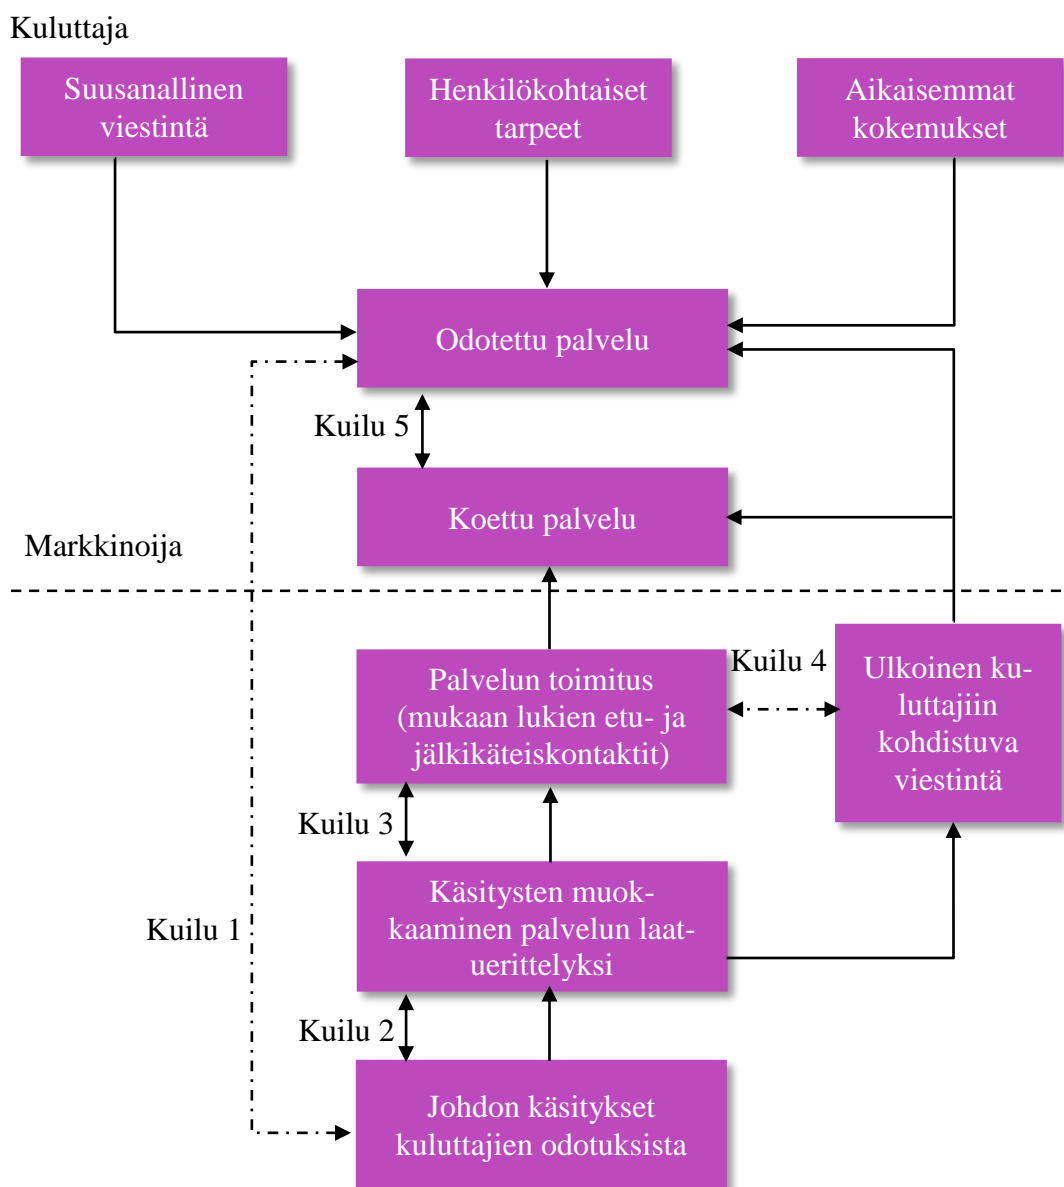 Kuluttaja
Suusanallinen
viestintä
Henkilökohtaiset
tarpeet
Aikaisemmat
kokemukset
Odotettu palvelu
Kuilu 5
Koettu palvelu
Markkinoija
Palvelun toimitus
(mukaan lukien etu- ja
jälkikäteiskontaktit)
Kuilu 4
Ulkoinen ku-
luttajiin
kohdistuva
viestintä
Kuilu 3
Käsitysten muok-
kaaminen palvelun laat-
uerittelyksi
Kuilu 1
Kuilu 2
Johdon käsitykset
kuluttajien odotuksista